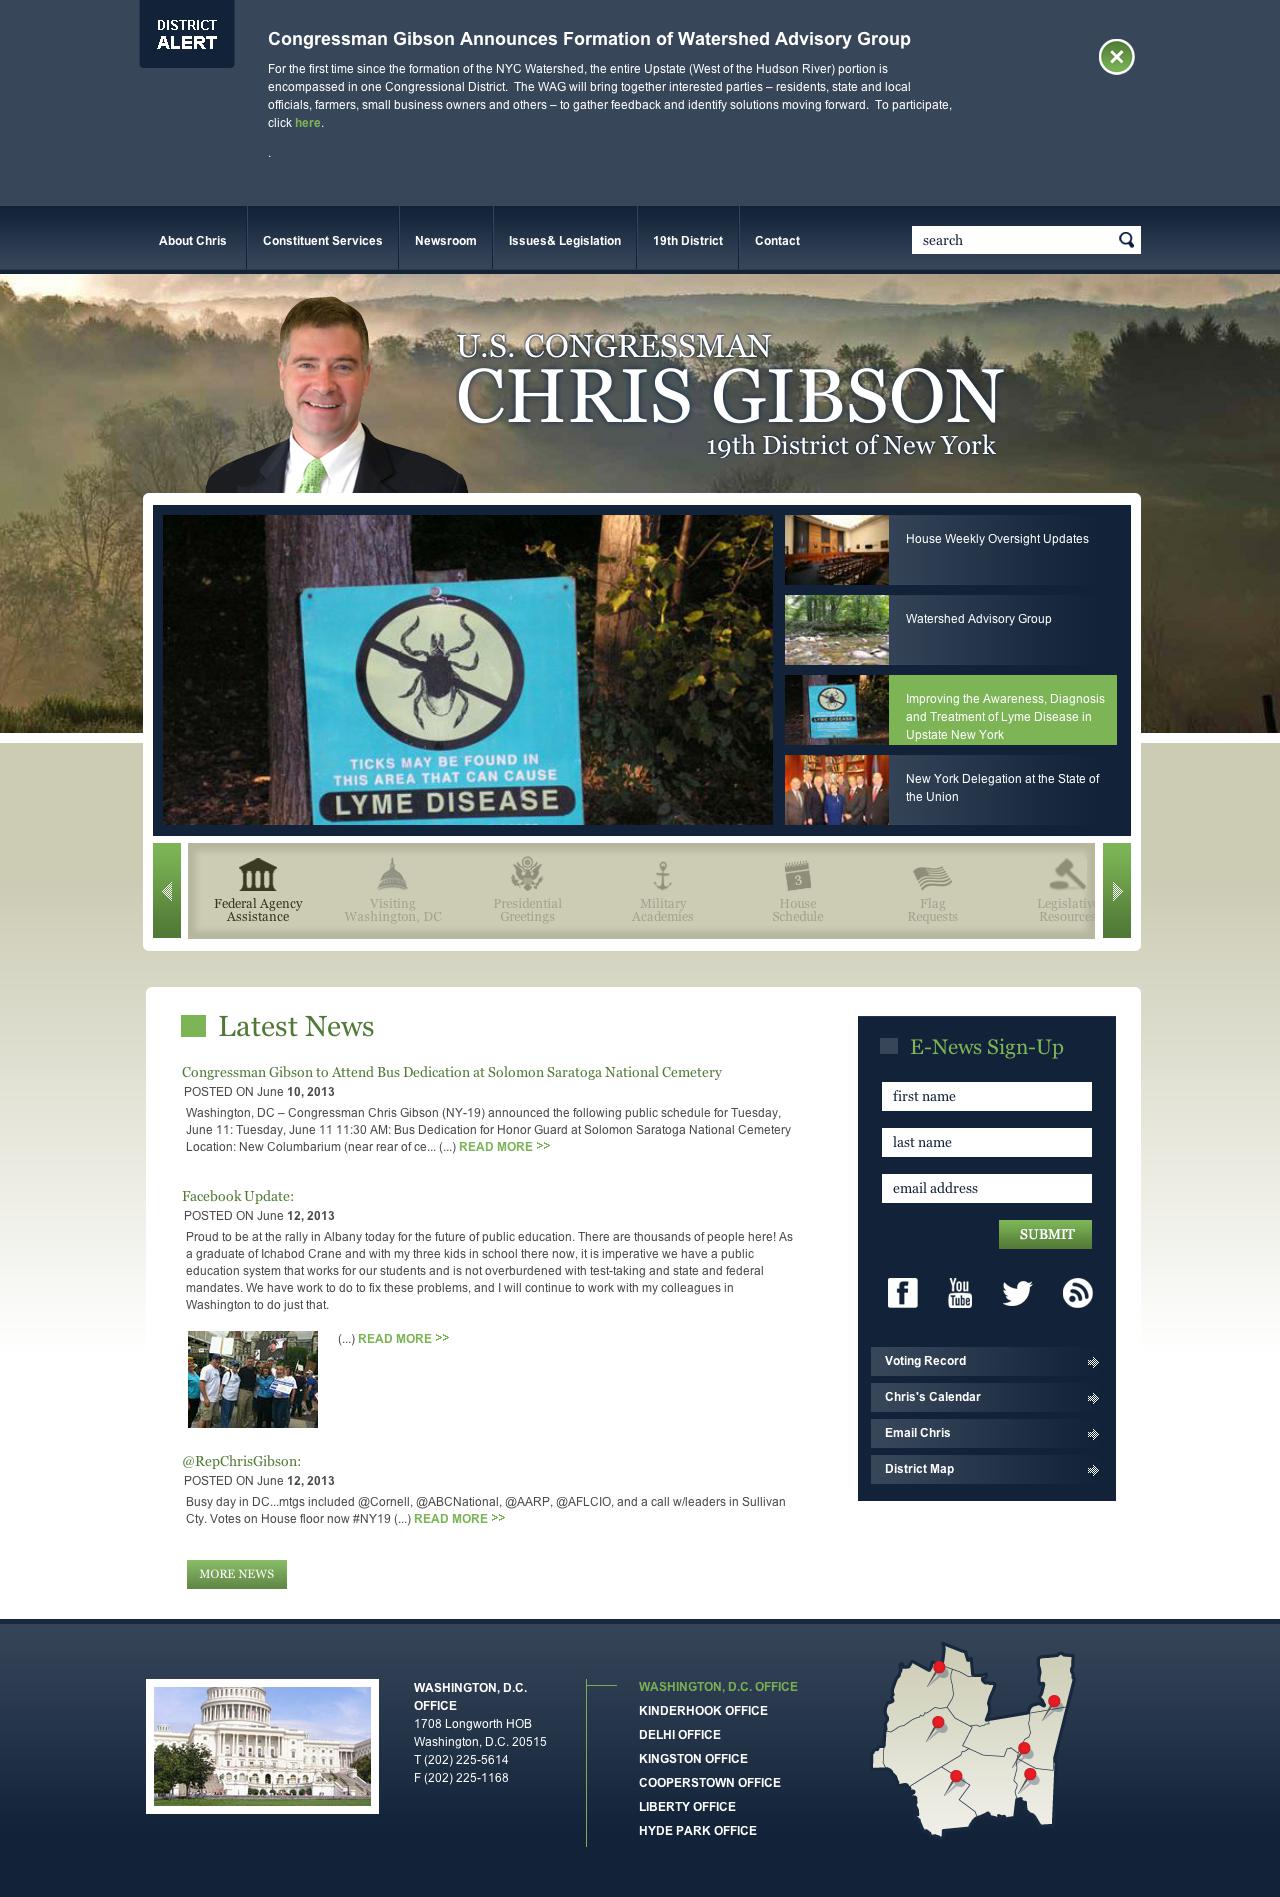 DISTRICT
ALERT
Congressman Gibson Announces Formation of Watershed Advisory Group
For the first time since the formation of the NYC Watershed, the entire Upstate (West of the Hudson River) portion is
encompassed in one Congressional District.  The WAG will bring together interested parties – residents, state and local
officials, farmers, small business owners and others – to gather feedback and identify solutions moving forward.  To participate,
click here.
.
About Chris
Constituent Services
Newsroom
Issues& Legislation
19th District
Contact
search
U.S. CONGRESSMAN
CHRIS GIBSON
19th District of New York
TICKS MAY BE FOUND IN
THIS AREA THAT CAN CAUSE
LYME DISEASE
House Weekly Oversight Updates
Watershed Advisory Group
LYME DISEASE
Improving the Awareness, Diagnosis
and Treatment of Lyme Disease in
Upstate New York
New York Delegation at the State of
the Union
Federal Agency
Assistance
Visiting
Washington, DC
Presidential
Greetings
Military
Academies
3
House
Schedule
Flag
Requests
Legislativ
Resources
Latest News
Congressman Gibson to Attend Bus Dedication at Solomon Saratoga National Cemetery
POSTED ON June 10, 2013
Washington, DC – Congressman Chris Gibson (NY-19) announced the following public schedule for Tuesday,
June 11: Tuesday, June 11 11:30 AM: Bus Dedication for Honor Guard at Solomon Saratoga National Cemetery
Location: New Columbarium (near rear of ce... (...) READ MORE >>
Facebook Update:
POSTED ON June 12, 2013
Proud to be at the rally in Albany today for the future of public education. There are thousands of people here! As
a graduate of Ichabod Crane and with my three kids in school there now, it is imperative we have a public
education system that works for our students and is not overburdened with test-taking and state and federal
mandates. We have work to do to fix these problems, and I will continue to work with my colleagues in
Washington to do just that.
(...) READ MORE >>
@RepChrisGibson:
POSTED ON June 12, 2013
Busy day in DC...mtgs included @Cornell, @ABCNational, @AARP, @AFLCIO, and a call w/leaders in Sullivan
Cty. Votes on House floor now #NY19 (...) READ MORE >>
MORE NEWS
E-News Sign-Up
first name
last name
email address
SUBMIT
f
You
Tube
Voting Record
Chris's Calendar
Email Chris
District Map
WASHINGTON, D.C.
OFFICE
1708 Longworth HOB
Washington, D.C. 20515
T (202) 225-5614
F (202) 225-1168
WASHINGTON, D.C. OFFICE
KINDERHOOK OFFICE
DELHI OFFICE
KINGSTON OFFICE
COOPERSTOWN OFFICE
LIBERTY OFFICE
HYDE PARK OFFICE